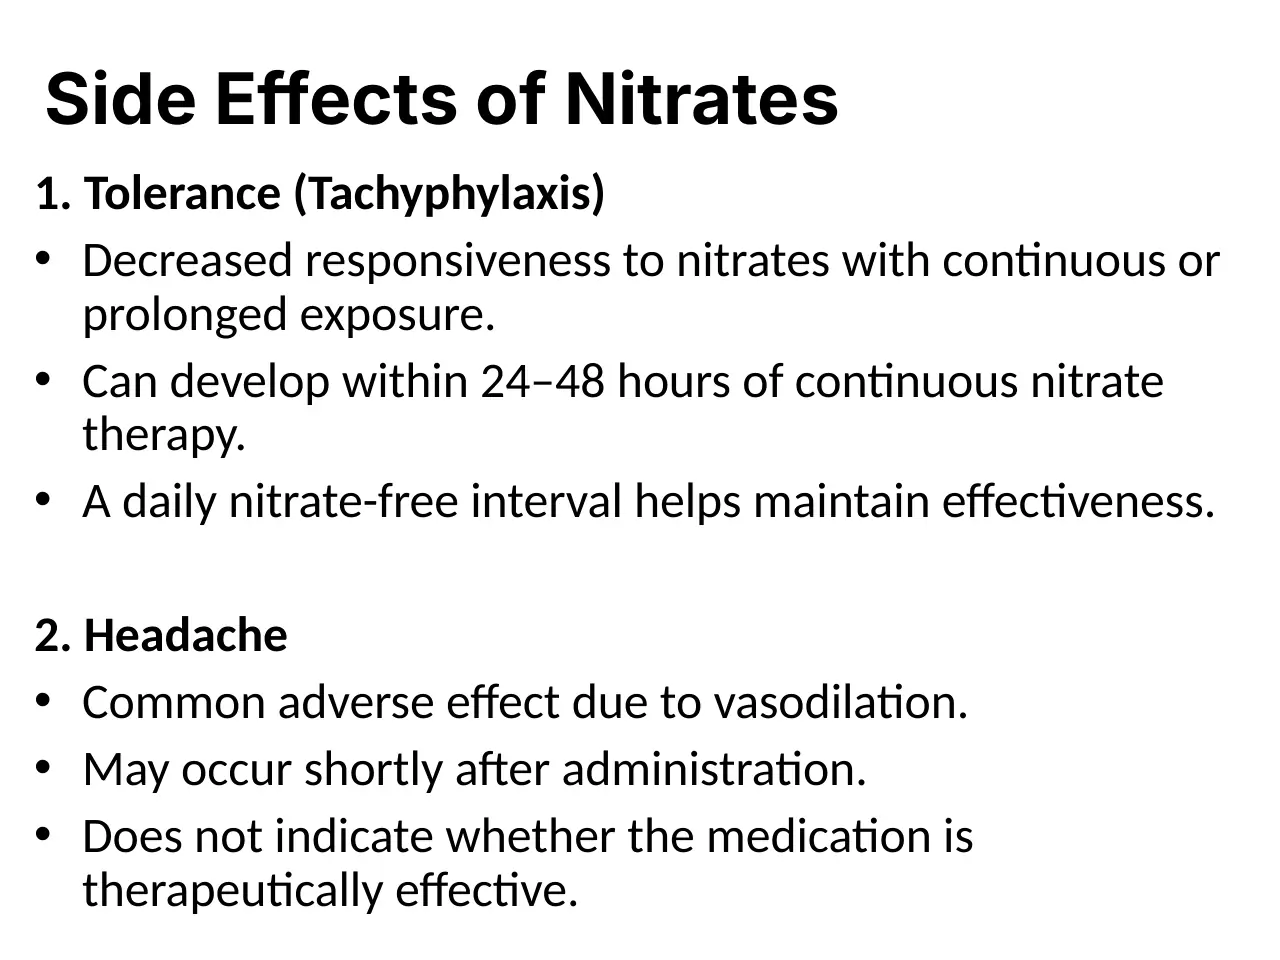 Side Effects of Nitrates
1. Tolerance (Tachyphylaxis)
• Decreased responsiveness to nitrates with continuous or
prolonged exposure.
• Can develop within 24–48 hours of continuous nitrate
therapy.
• A daily nitrate-free interval helps maintain effectiveness.
2. Headache
• Common adverse effect due to vasodilation.
• May occur shortly after administration.
• Does not indicate whether the medication is
therapeutically effective.